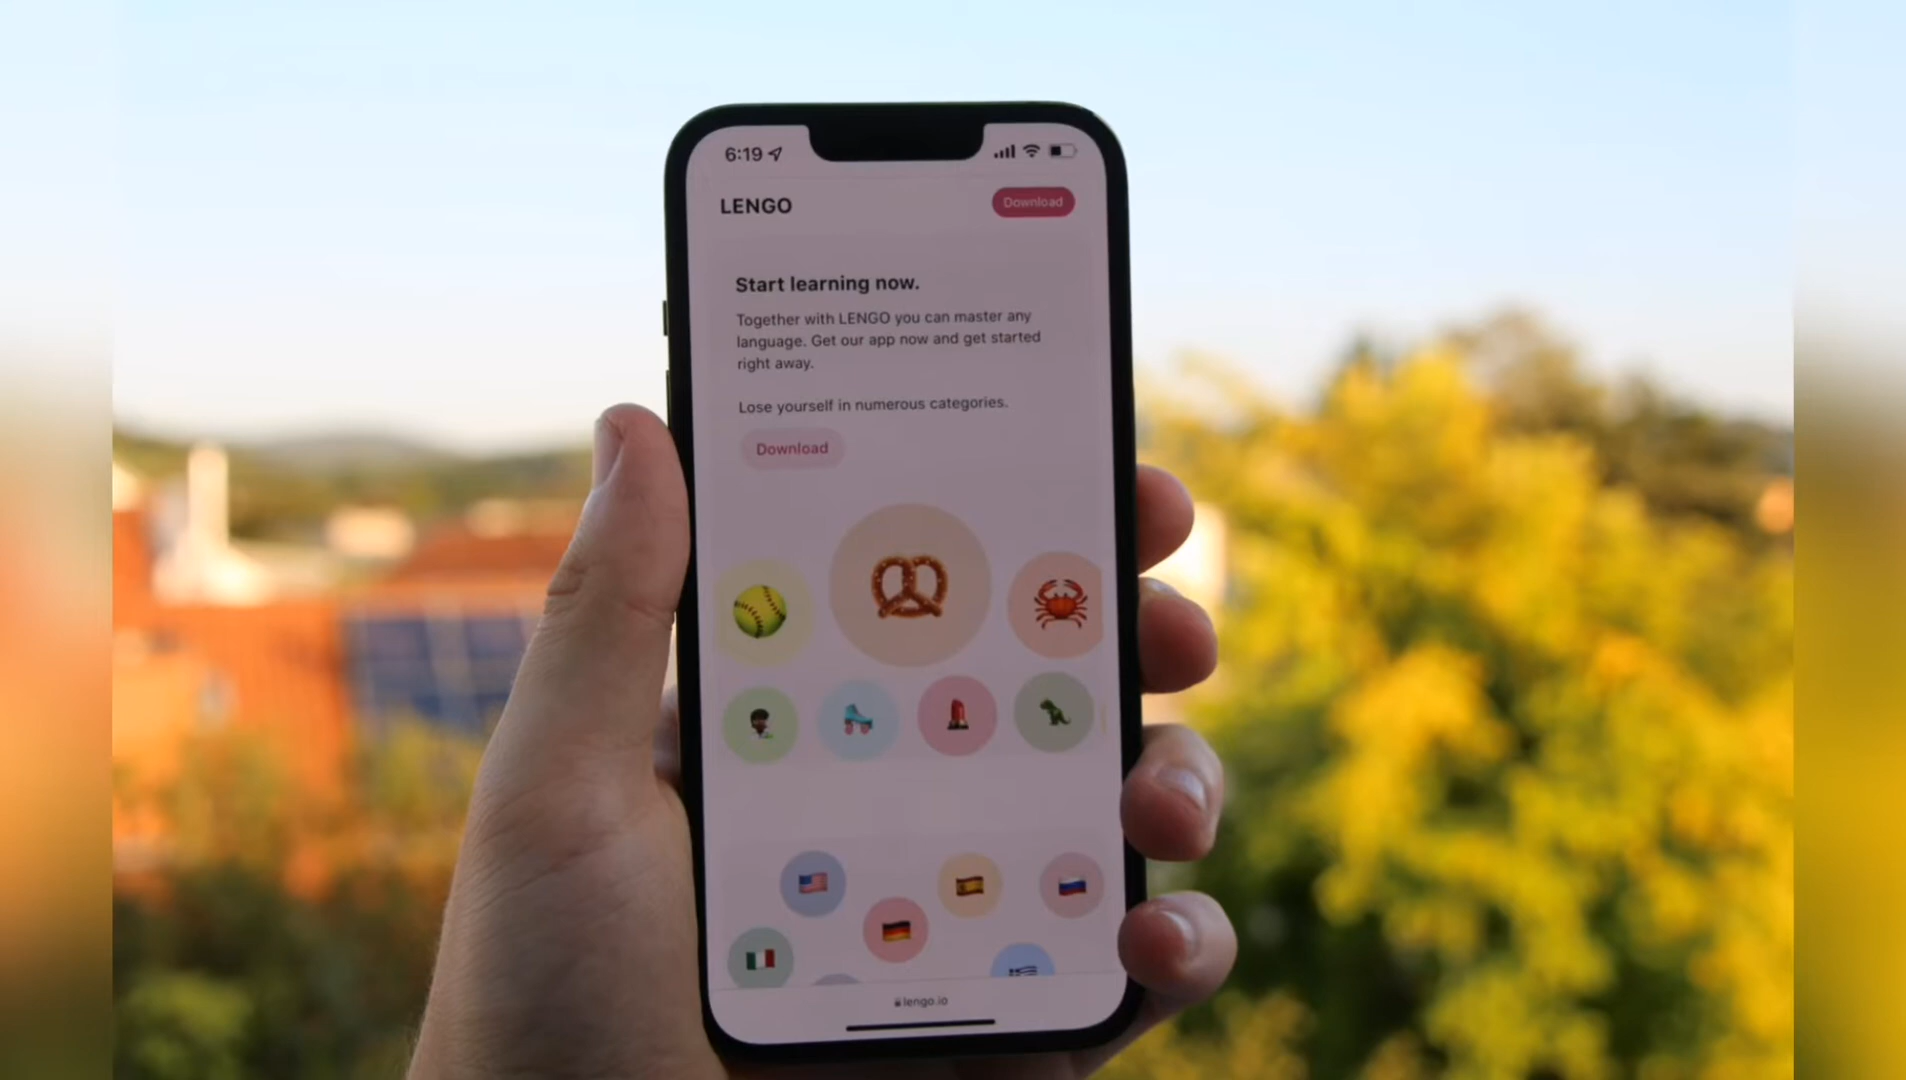 6:19
LENGO
Download
Start learning now.
Together with LENGO you can master any
language. Get our app now and get started
right away.
Lose yourself in numerous categories.
Download
lengo.io